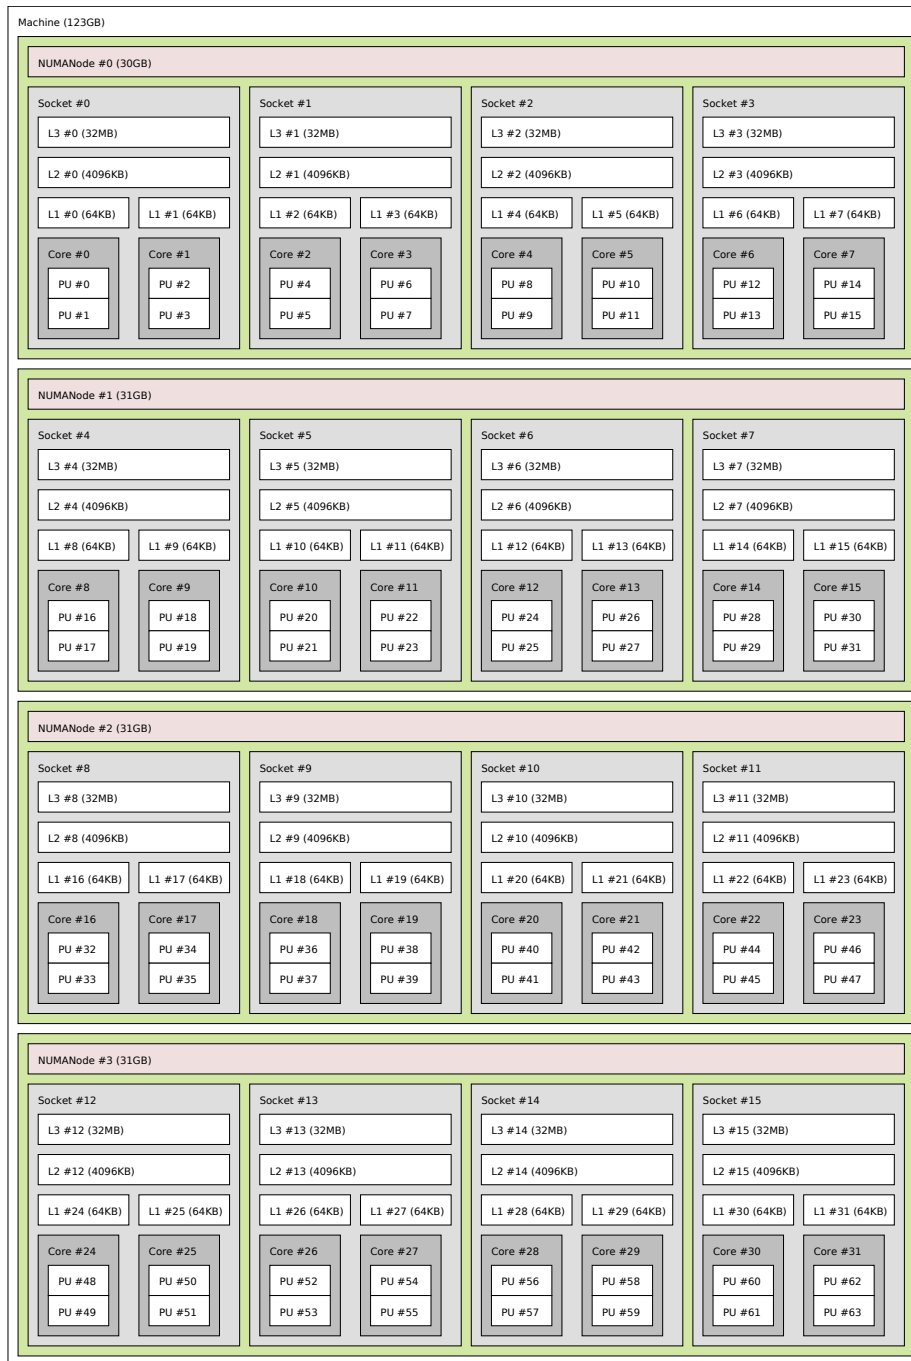 Machine (123GB)
NUMANode #0 (30GB)
Socket #0 Socket #1 Socket #2 Socket #3
L3 #0 (32MB) L3 #1 (32MB) L3 #2 (32MB) L3 #3 (32MB)
L2 #0 (4096KB) L2 #1 (4096KB) L2 #2 (4096KB) L2 #3 (4096KB)
L1 #0 (64KB) L1 #1 (64KB) L1 #2 (64KB) L1 #3 (64KB) L1 #4 (64KB) L1 #5 (64KB) L1 #6 (64KB) L1 #7 (64KB)
Core #0 Core #1 Core #2 Core #3 Core #4 Core #5 Core #6 Core #7
PU #0 PU #2 PU #4 PU #6 PU #8 PU #10 PU #12 PU #14
PU #1 PU #3 PU #5 PU #7 PU #9 PU #11 PU #13 PU #15
NUMANode #1 (31GB)
Socket #4 Socket #5 Socket #6 Socket #7
L3 #4 (32MB) L3 #5 (32MB) L3 #6 (32MB) L3 #7 (32MB)
L2 #4 (4096KB) L2 #5 (4096KB) L2 #6 (4096KB) L2 #7 (4096KB)
L1 #8 (64KB) L1 #9 (64KB) L1 #10 (64KB) L1 #11 (64KB) L1 #12 (64KB) L1 #13 (64KB) L1 #14 (64KB) L1 #15 (64KB)
Core #8 Core #9 Core #10 Core #11 Core #12 Core #13 Core #14 Core #15
PU #16 PU #18 PU #20 PU #22 PU #24 PU #26 PU #28 PU #30
PU #17 PU #19 PU #21 PU #23 PU #25 PU #27 PU #29 PU #31
NUMANode #2 (31GB)
Socket #8 Socket #9 Socket #10 Socket #11
L3 #8 (32MB) L3 #9 (32MB) L3 #10 (32MB) L3 #11 (32MB)
L2 #8 (4096KB) L2 #9 (4096KB) L2 #10 (4096KB) L2 #11 (4096KB)
L1 #16 (64KB) L1 #17 (64KB) L1 #18 (64KB) L1 #19 (64KB) L1 #20 (64KB) L1 #21 (64KB) L1 #22 (64KB) L1 #23 (64KB)
Core #16 Core #17 Core #18 Core #19 Core #20 Core #21 Core #22 Core #23
PU #32 PU #34 PU #36 PU #38 PU #40 PU #42 PU #44 PU #46
PU #33 PU #35 PU #37 PU #39 PU #41 PU #43 PU #45 PU #47
NUMANode #3 (31GB)
Socket #12 Socket #13 Socket #14 Socket #15
L3 #12 (32MB) L3 #13 (32MB) L3 #14 (32MB) L3 #15 (32MB)
L2 #12 (4096KB) L2 #13 (4096KB) L2 #14 (4096KB) L2 #15 (4096KB)
L1 #24 (64KB) L1 #25 (64KB) L1 #26 (64KB) L1 #27 (64KB) L1 #28 (64KB) L1 #29 (64KB) L1 #30 (64KB) L1 #31 (64KB)
Core #24 Core #25 Core #26 Core #27 Core #28 Core #29 Core #30 Core #31
PU #48 PU #50 PU #52 PU #54 PU #56 PU #58 PU #60 PU #62
PU #49 PU #51 PU #53 PU #55 PU #57 PU #59 PU #61 PU #63